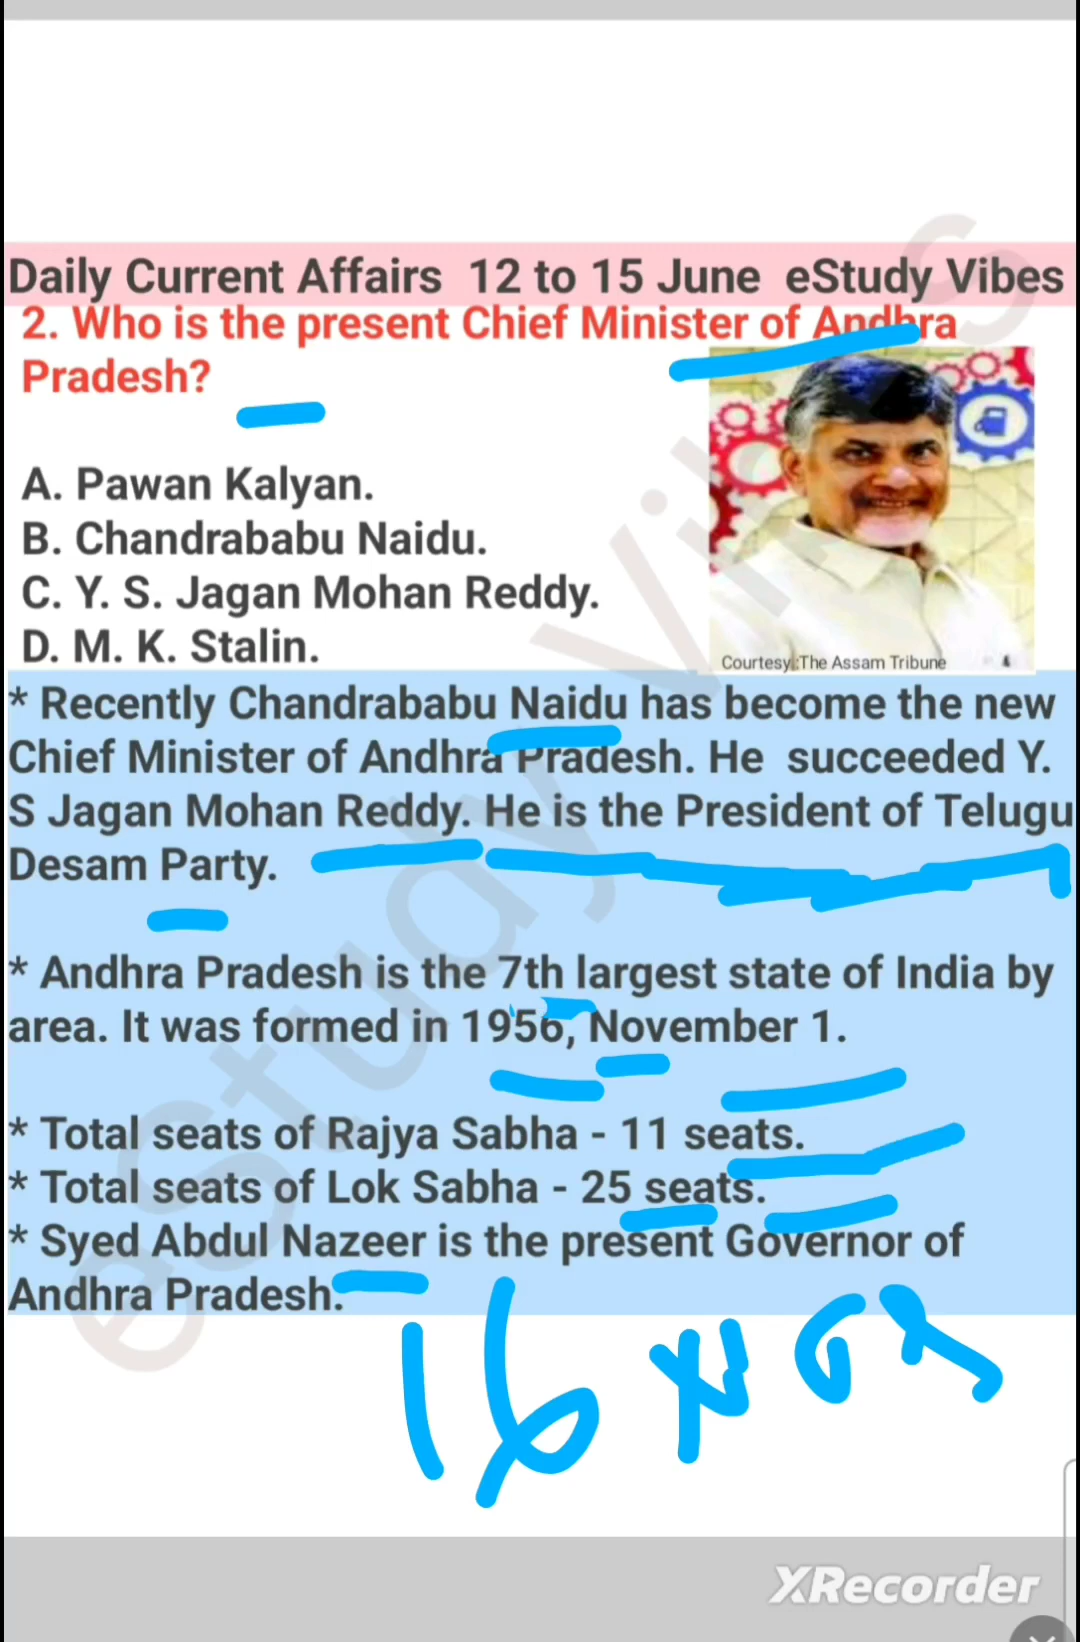 Daily Current Affairs 12 to 15 June eStudy Vibes
2. Who is the present Chief Minister of Andhra
Pradesh?
A. Pawan Kalyan.
B. Chandrababu Naidu.
C. Y. S. Jagan Mohan Reddy.
D. M. K. Stalin.
Courtesy:The Assam Tribune
* Recently Chandrababu Naidu has become the new
Chief Minister of Andhra Pradesh. He succeeded Y.
S Jagan Mohan Reddy. He is the President of Telugu
Desam Party.
* Andhra Pradesh is the 7th largest state of India by
area. It was formed in 1956, November 1.
* Total seats of Rajya Sabha - 11 seats.
* Total seats of Lok Sabha - 25 seats.
* Syed Abdul Nazeer is the present Governor of
Andhra Pradesh.
eStudy Vibes
16
XRecorder